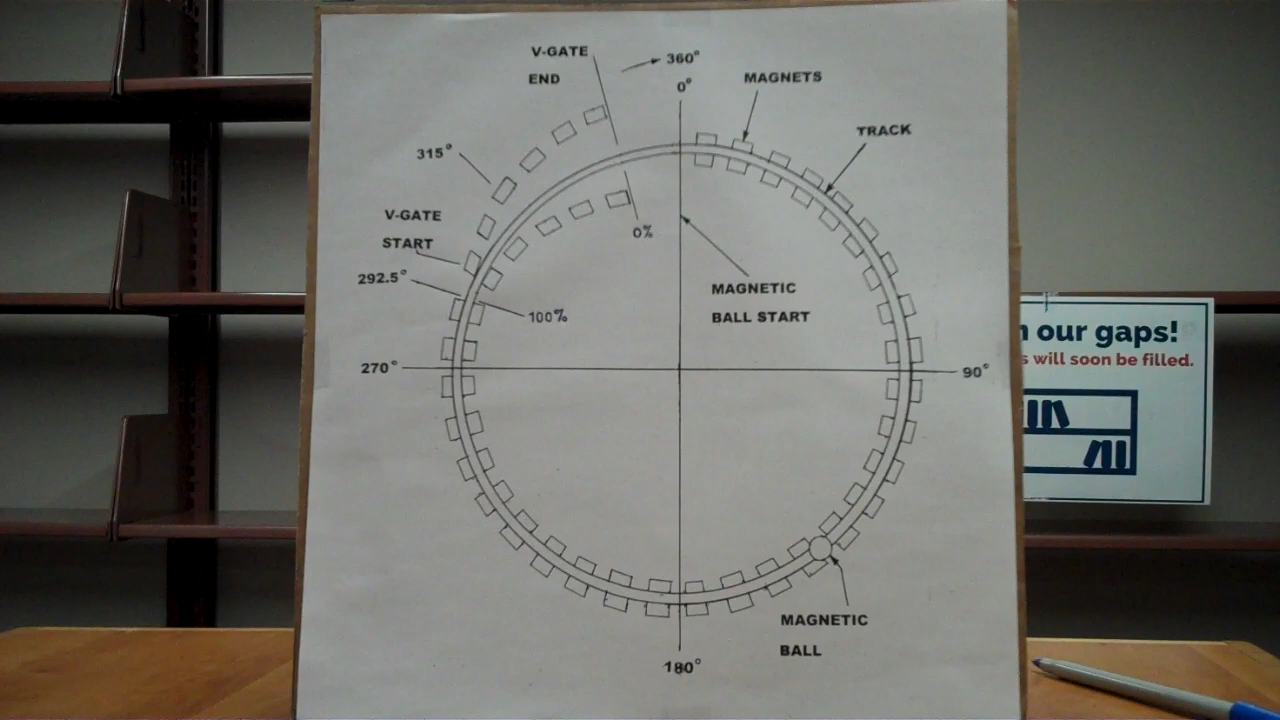 V-GATE
END
360°
0°
MAGNETS
TRACK
315°
V-GATE
START
0%
292.5°
MAGNETIC
BALL START
100%
270°
90°
MAGNETIC
BALL
180°
our gaps!
will soon be filled.